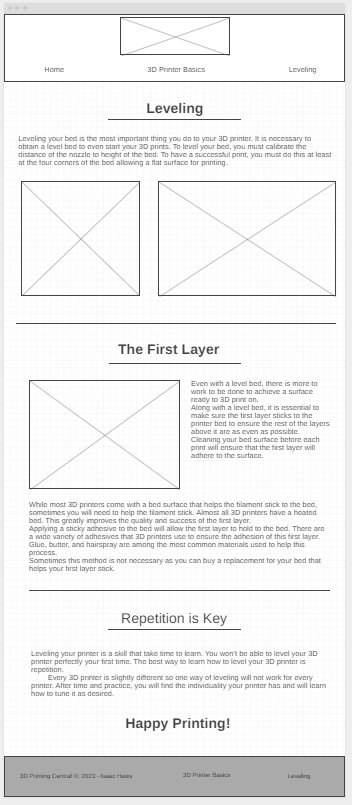 Home 3D Printer Basics Leveling
Leveling
Leveling your bed is the most important thing you do to your 3D printer. It is necessary to
obtain a level bed to even start your 3D prints. To level your bed, you must calibrate the
distance of the nozzle to height of the bed. To have a successful print, you must do this at least
at the four corners of the bed allowing a flat surface for printing.
The First Layer
Even with a level bed, there is more to
work to be done to achieve a surface
ready to 3D print on.
Along with a level bed, it is essential to
make sure the first layer sticks to the
printer bed to ensure the rest of the layers
above it are as even as possible.
Cleaning your bed surface before each
print will ensure that the first layer will
adhere to the surface.
While most 3D printers come with a bed surface that helps the filament stick to the bed,
sometimes you will need to help the filament stick. Almost all 3D printers have a heated
bed. This greatly improves the quality and success of the first layer.
Applying a sticky adhesive to the bed will allow the first layer to hold to the bed. There are
a wide variety of adhesives that 3D printers use to ensure the adhesion of this first layer.
Glue, butter, and hairspray are among the most common materials used to help this
process.
Sometimes this method is not necessary as you can buy a replacement for your bed that
helps your first layer stick.
Repetition is Key
Leveling your printer is a skill that take time to learn. You won't be able to level your 3D
printer perfectly your first time. The best way to learn how to level your 3D printer is
repetition.
Every 3D printer is slightly different so one way of leveling will not work for every
printer. After time and practice, you will find the individuality your printer has and will learn
how to tune it as desired.
Happy Printing!
3D Printing Central ©, 2023 - Isaac Haws 3D Printer Basics Leveling